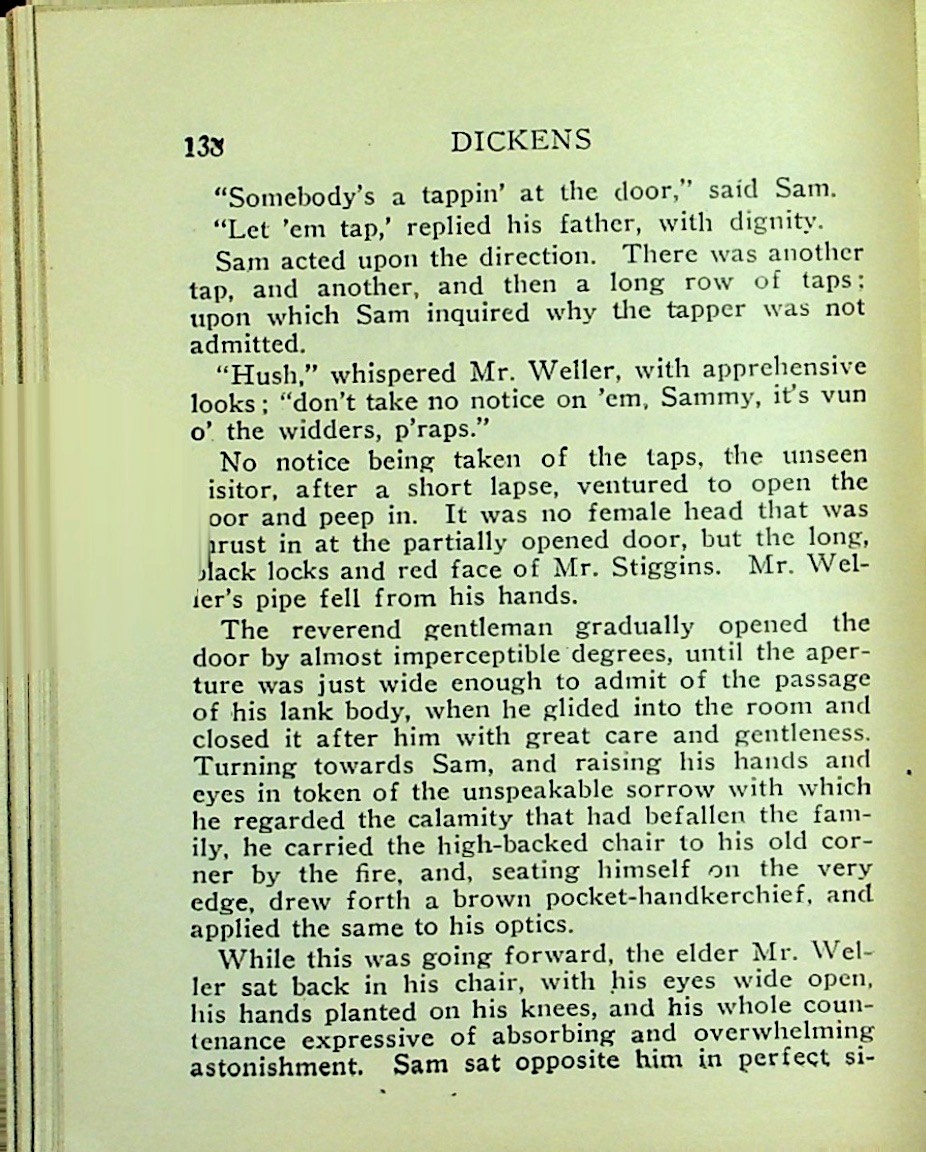 138 DICKENS
“Somebody’s a tappin’ at the door,” said Sam.
“Let ’em tap,’ replied his father, with dignity.
Sam acted upon the direction. There was another
tap, and another, and then a long row of taps;
upon which Sam inquired why the tapper was not
admitted.
“Hush,” whispered Mr. Weller, with apprehensive
looks; “don’t take no notice on ’em, Sammy, it’s vun
o’ the widders, p’raps.”
No notice being taken of the taps, the unseen
isitor, after a short lapse, ventured to open the
oor and peep in. It was no female head that was
rust in at the partially opened door, but the long,
lack locks and red face of Mr. Stiggins. Mr. Wel-
ler’s pipe fell from his hands.
The reverend gentleman gradually opened the
door by almost imperceptible degrees, until the aper-
ture was just wide enough to admit of the passage
of his lank body, when he glided into the room and
closed it after him with great care and gentleness.
Turning towards Sam, and raising his hands and
eyes in token of the unspeakable sorrow with which
he regarded the calamity that had befallen the fam-
ily, he carried the high-backed chair to his old cor-
ner by the fire, and, seating himself on the very
edge, drew forth a brown pocket-handkerchief, and
applied the same to his optics.
While this was going forward, the elder Mr. Wel-
ler sat back in his chair, with his eyes wide open,
his hands planted on his knees, and his whole coun-
tenance expressive of absorbing and overwhelming
astonishment. Sam sat opposite him in perfect si-